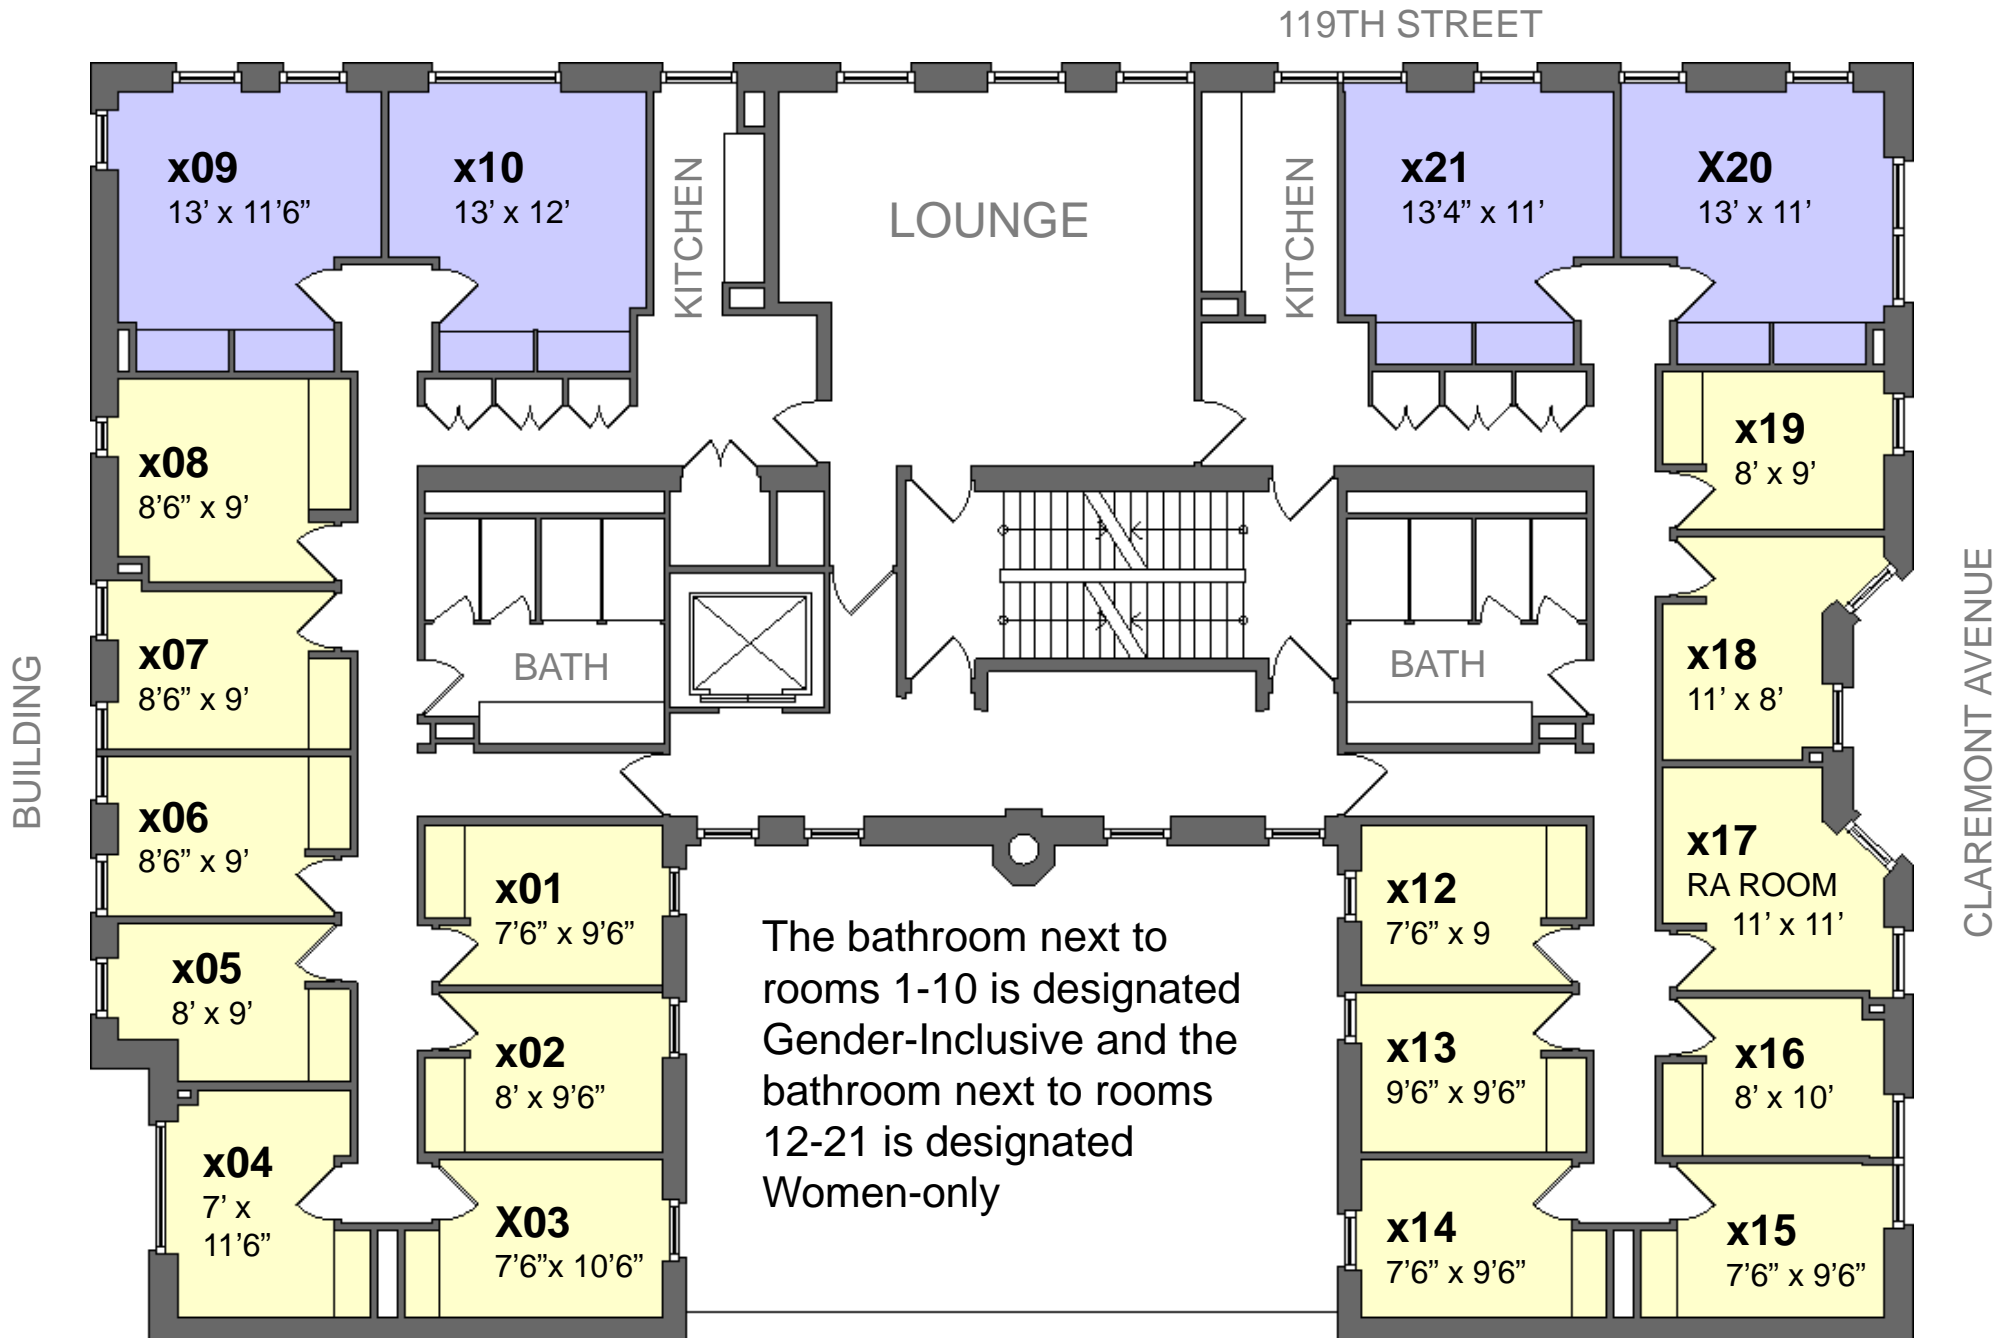 119TH STREET
x09
13’ x 11’6”
x10
13’ x 12’
KITCHEN
LOUNGE
KITCHEN
x21
13’4” x 11’
X20
13’ x 11’
x08
8’6” x 9’
x19
8’ x 9’
x07
8’6” x 9’
BATH
BATH
x18
11’ x 8’
BUILDING
CLAREMONT AVENUE
x06
8’6” x 9’
x01
7’6” x 9’6”
x12
7’6” x 9
x17
RA ROOM
11’ x 11’
x05
8’ x 9’
x02
8’ x 9’6”
The bathroom next to
rooms 1-10 is designated
Gender-Inclusive and the
bathroom next to rooms
12-21 is designated
Women-only
x13
9’6” x 9’6”
x16
8’ x 10’
x04
7’ x
11’6”
X03
7’6”x 10’6”
x14
7’6” x 9’6”
x15
7’6” x 9’6”